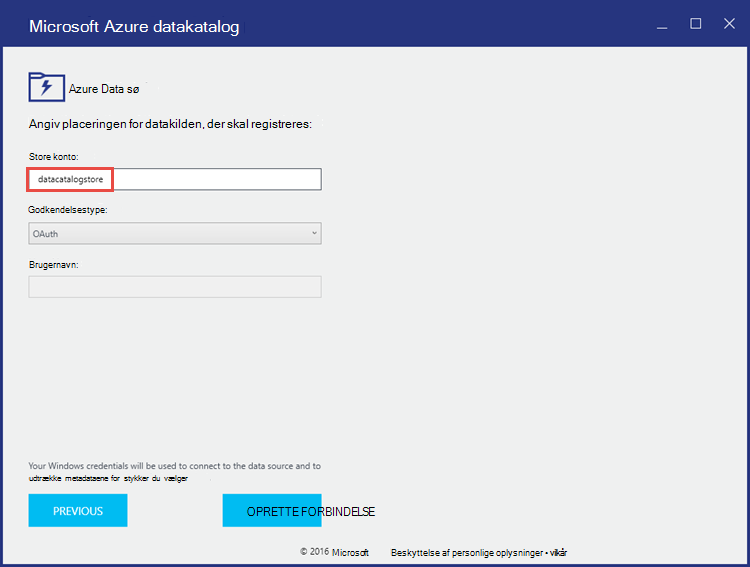 Microsoft Azure datakatalog
Azure Data sø
Angiv placeringen for datakilden, der skal registreres:
Store konto:
datacatalogstore
Godkendelsestype:
OAuth
Brugernavn:
Your Windows credentials will be used to connect to the data source and to
udtrække metadataene for stykker du vælger
PREVIOUS
OPRETTE FORBINDELSE
© 2016 Microsoft Beskyttelse af personlige oplysninger • vilkår